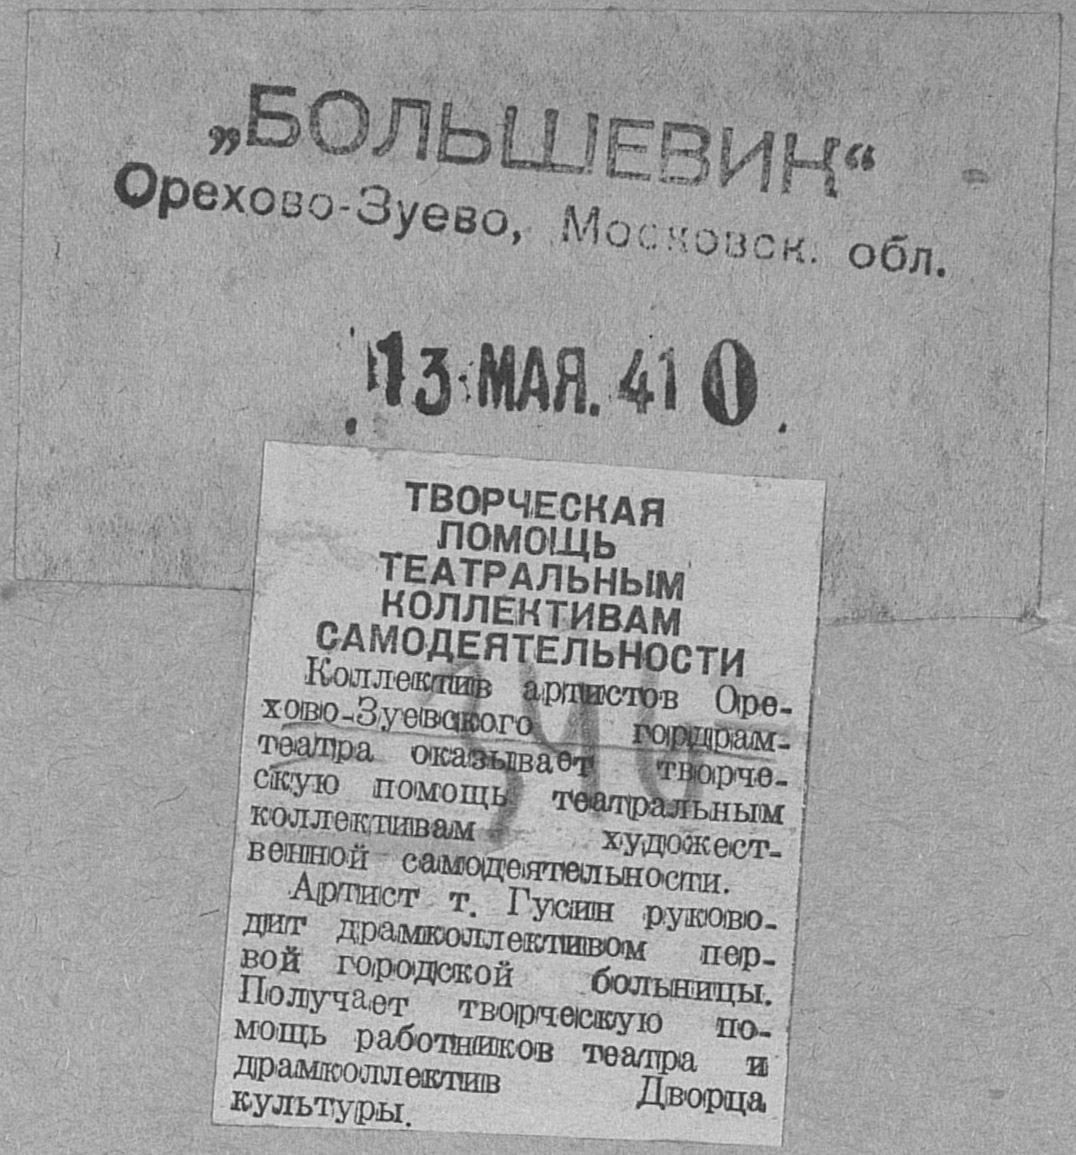 „БОЛЬШЕВИК“
Орехово-Зуево, Московск. обл.
13 МАЯ. 41 0
ТВОРЧЕСКАЯ
ПОМОЩЬ
ТЕАТРАЛЬНЫМ
КОЛЛЕКТИВАМ
САМОДЕЯТЕЛЬНОСТИ
Коллектив артистов Оре-
хово-Зуевского гордрам-
театра оказывает творче-
скую помощь театральным
коллективам художест-
венной самодеятельности.
Артист т. Гусин руково-
дит драмколлективом пер-
вой городской больницы.
Получает творческую по-
мощь работников театра и
драмколлектив Дворца
культуры.